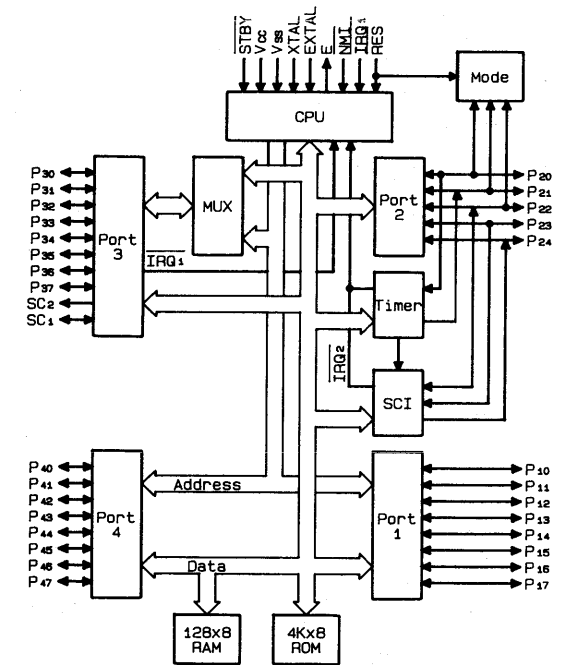 STBY
Vcc
Vss
XTAL
EXTAL
E
NMI
IRQ1
RES
Mode
CPU
P30
P31
P32
P33
P34
P35
P36
P37
SC2
SC1
Port
3
MUX
IRQ1
Port
2
P20
P21
P22
P23
P24
Timer
IRQ2
SCI
P40
P41
P42
P43
P44
P45
P46
P47
Port
4
Address
Data
Port
1
P10
P11
P12
P13
P14
P15
P16
P17
128x8
RAM
4Kx8
ROM